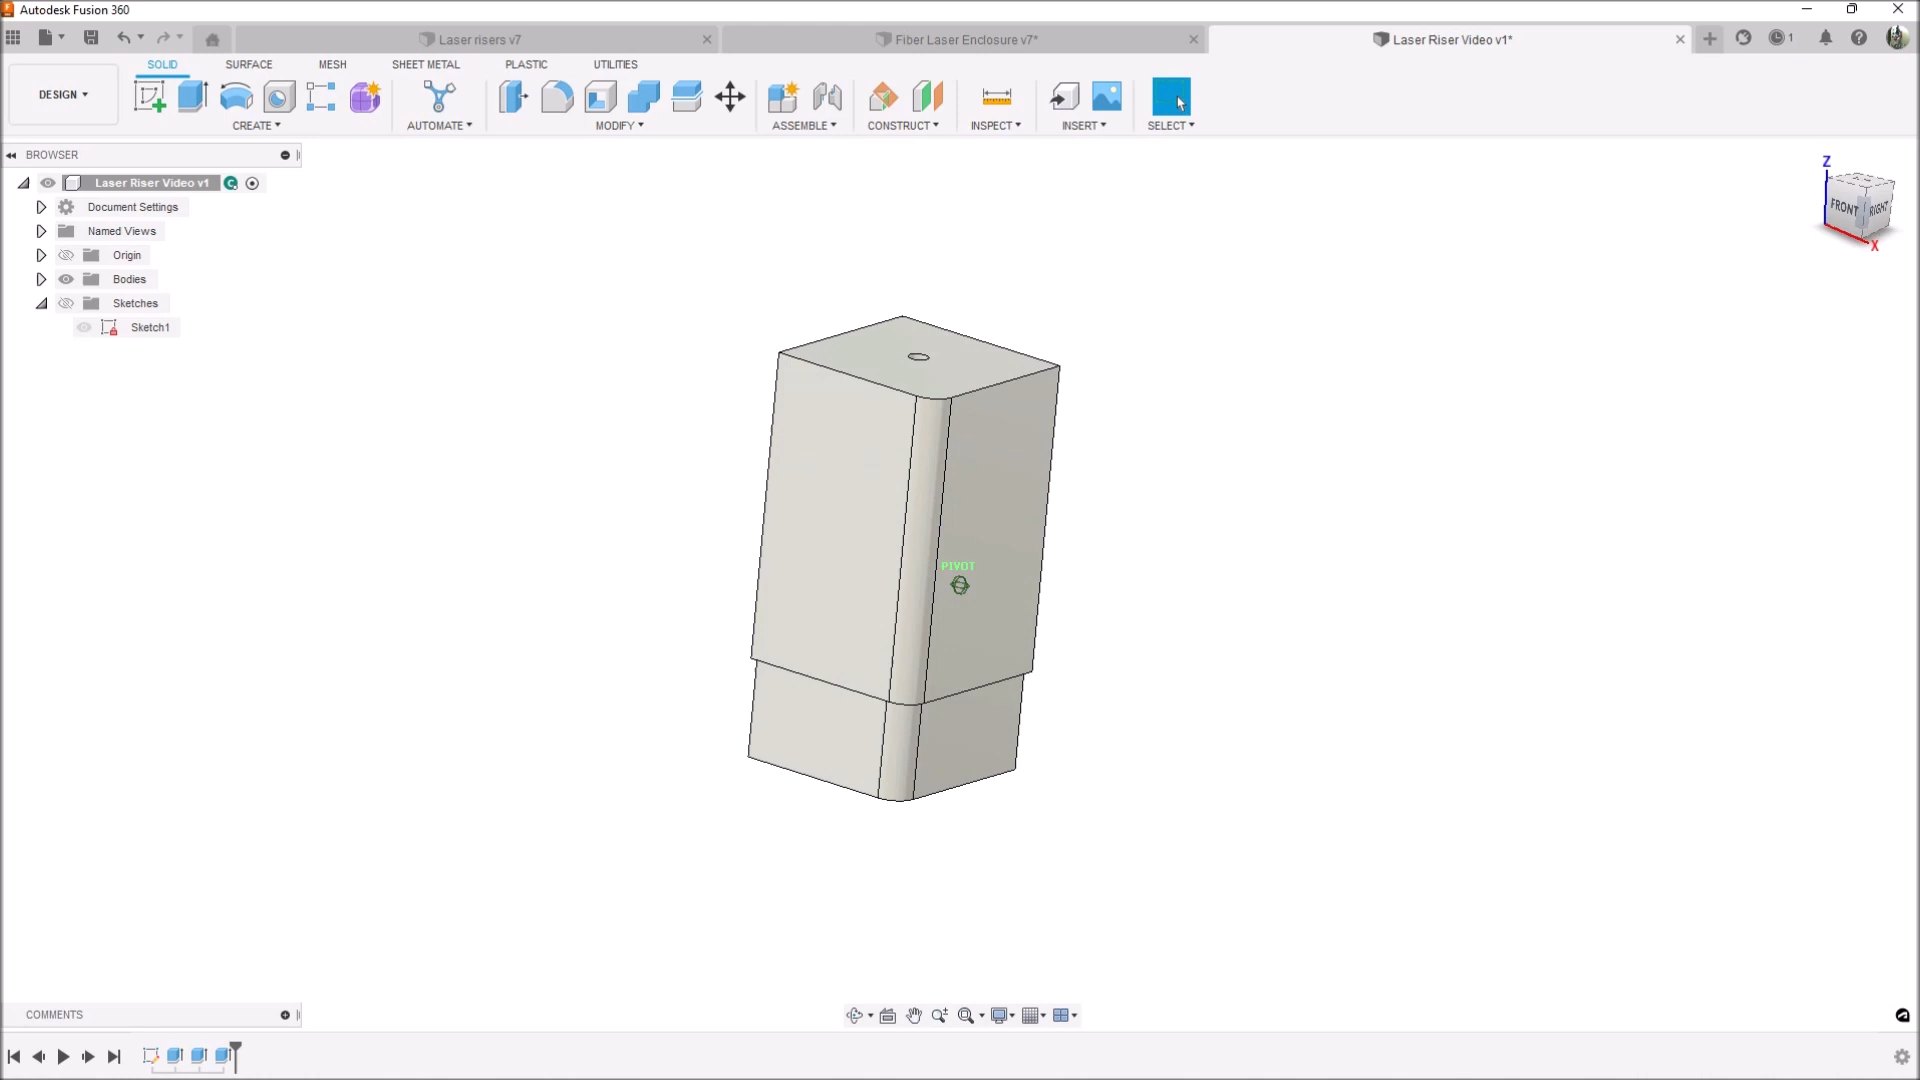 Autodesk Fusion 360
Laser risers v7
Fiber Laser Enclosure v7*
Laser Riser Video v1*
1
DESIGN
SOLID
SURFACE
MESH
SHEET METAL
PLASTIC
UTILITIES
CREATE
AUTOMATE
MODIFY
ASSEMBLE
CONSTRUCT
INSPECT
INSERT
SELECT
BROWSER
Laser Riser Video v1
Document Settings
Named Views
Origin
Bodies
Sketches
Sketch1
Z
FRONT
RIGHT
X
PIVOT
COMMENTS